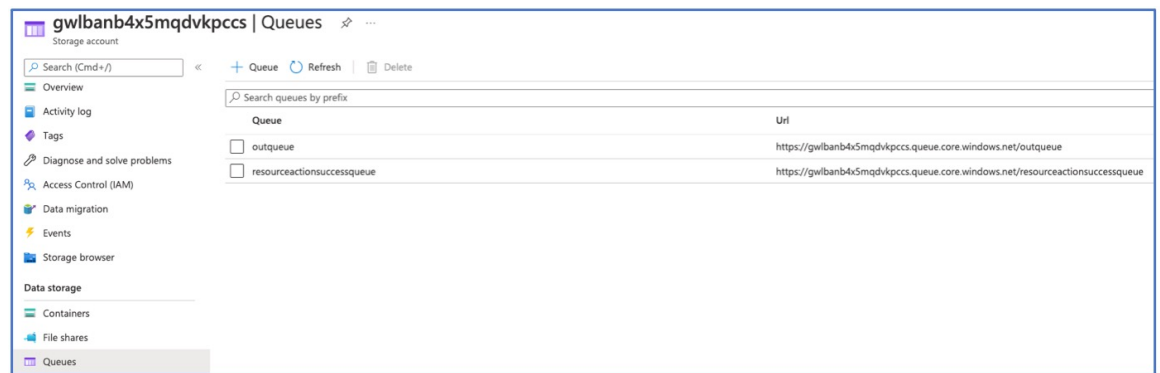 gwlbanb4x5mqdvkpccs | Queues ...
Storage account
Search (Cmd+/) «
Overview
Activity log
Tags
Diagnose and solve problems
Access Control (IAM)
Data migration
Events
Storage browser
Data storage
Containers
File shares
Queues
+ Queue Refresh Delete
Search queues by prefix
Queue Url
outqueue https://gwlbanb4x5mqdvkpccs.queue.core.windows.net/outqueue
resourceactionsuccessqueue https://gwlbanb4x5mqdvkpccs.queue.core.windows.net/resourceactionsuccessqueue